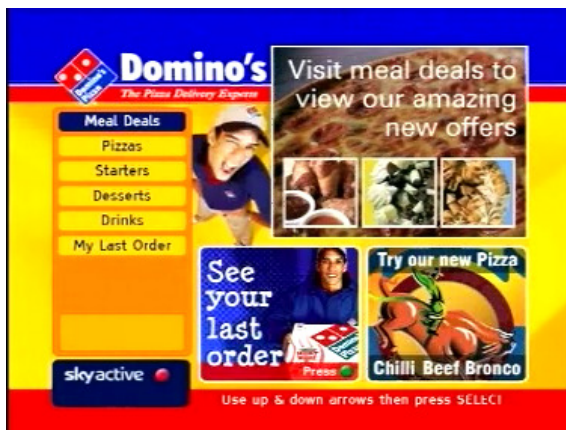 Domino's
The Pizza Delivery Experts
Domino's
Pizza
Meal Deals
Pizzas
Starters
Desserts
Drinks
My Last Order
Visit meal deals to
view our amazing
new offers
See
your
last
order
Press
Try our new Pizza
Chilli Beef Bronco
skyactive
Use up & down arrows then press SELECT